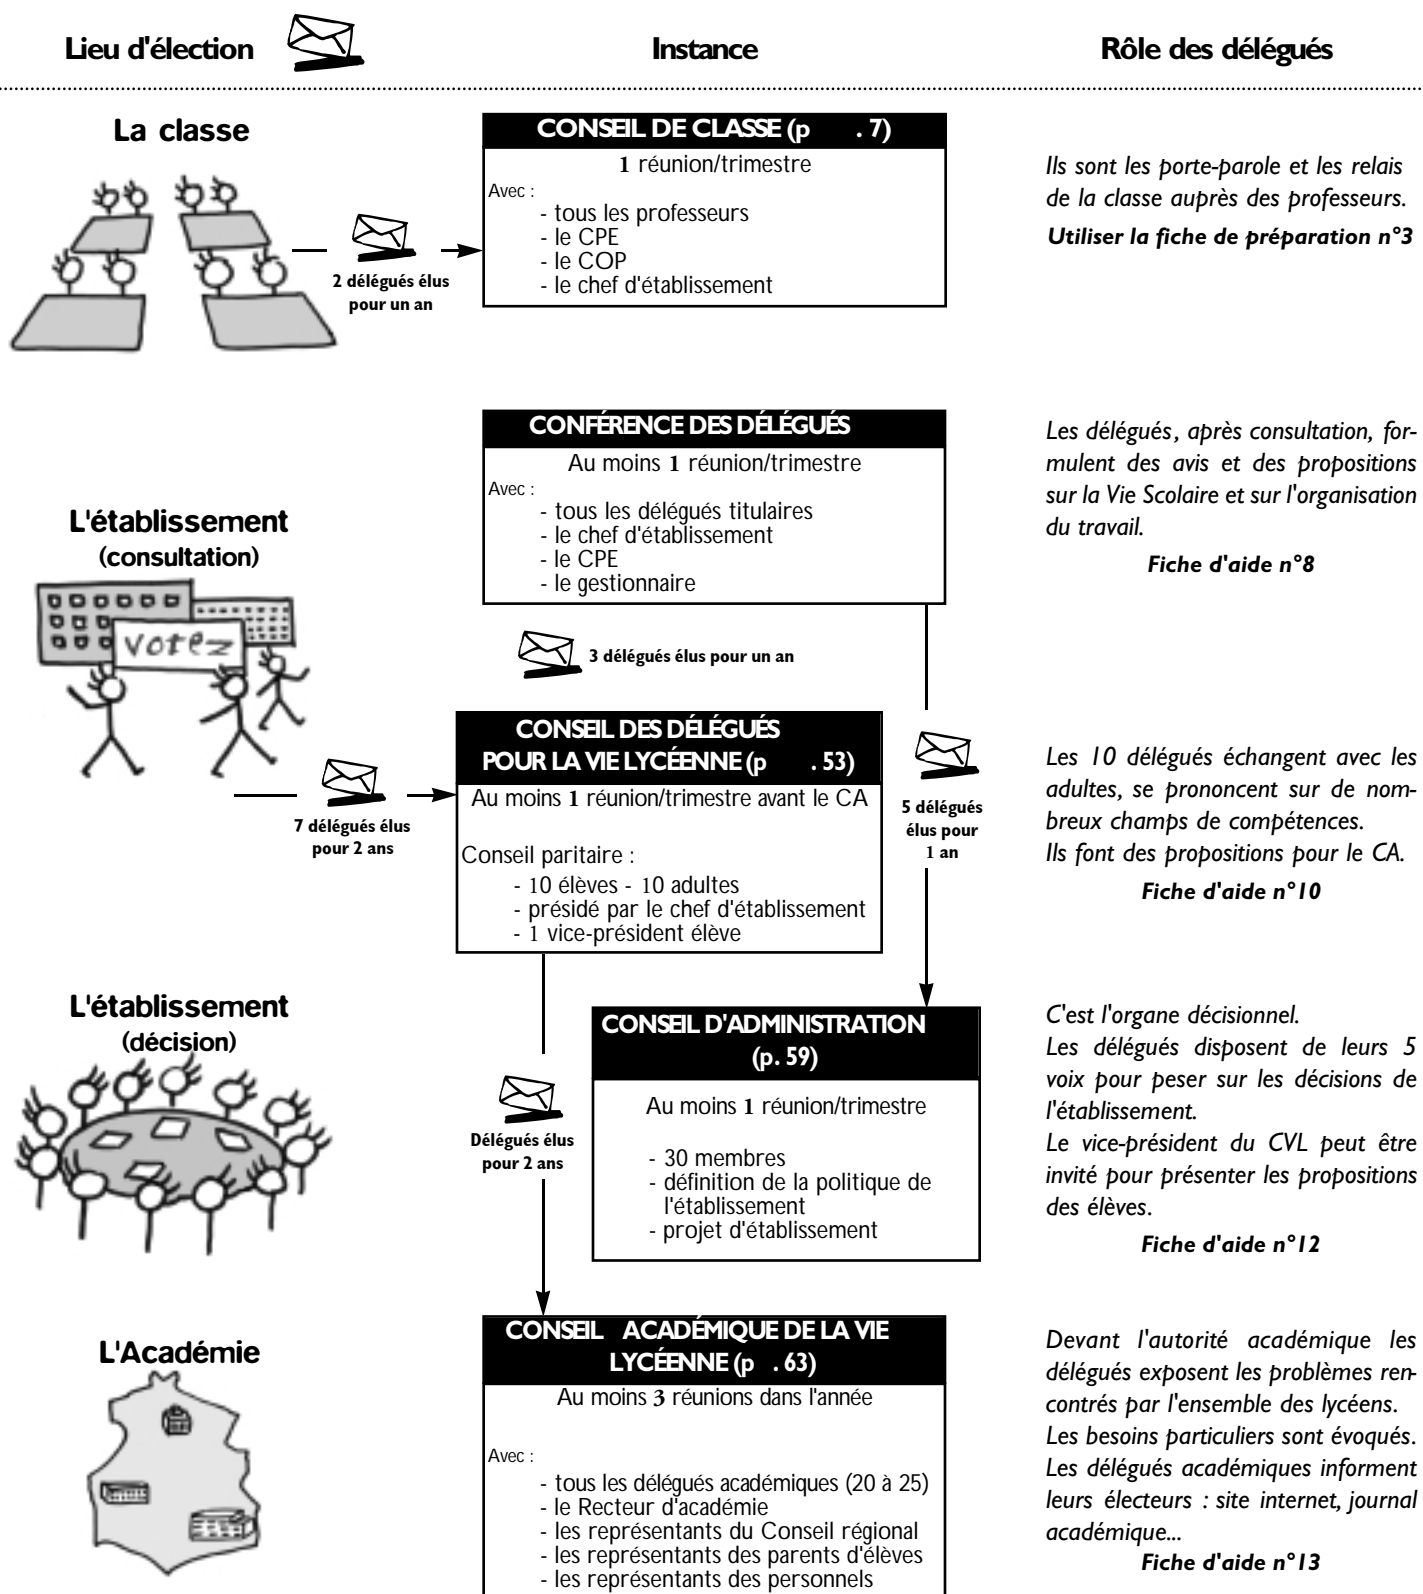 Lieu d'élection
Instance
Rôle des délégués
La classe
2 délégués élus
pour un an
CONSEIL DE CLASSE (p . 7)
1 réunion/trimestre
Avec :
- tous les professeurs
- le CPE
- le COP
- le chef d'établissement
Ils sont les porte-parole et les relais
de la classe auprès des professeurs.
Utiliser la fiche de préparation n°3
L'établissement
(consultation)
votez
CONFÉRENCE DES DÉLÉGUÉS
Au moins 1 réunion/trimestre
Avec :
- tous les délégués titulaires
- le chef d'établissement
- le CPE
- le gestionnaire
Les délégués, après consultation, for-
mulent des avis et des propositions
sur la Vie Scolaire et sur l'organisation
du travail.
Fiche d'aide n°8
3 délégués élus pour un an
7 délégués élus
pour 2 ans
CONSEIL DES DÉLÉGUÉS
POUR LA VIE LYCÉENNE (p . 53)
Au moins 1 réunion/trimestre avant le CA
Conseil paritaire :
- 10 élèves - 10 adultes
- présidé par le chef d'établissement
- 1 vice-président élève
5 délégués
élus pour
1 an
Les 10 délégués échangent avec les
adultes, se prononcent sur de nom-
breux champs de compétences.
Ils font des propositions pour le CA.
Fiche d'aide n°10
L'établissement
(décision)
Délégués élus
pour 2 ans
CONSEIL D'ADMINISTRATION
(p. 59)
Au moins 1 réunion/trimestre
- 30 membres
- définition de la politique de
l'établissement
- projet d'établissement
C'est l'organe décisionnel.
Les délégués disposent de leurs 5
voix pour peser sur les décisions de
l'établissement.
Le vice-président du CVL peut être
invité pour présenter les propositions
des élèves.
Fiche d'aide n°12
L'Académie
CONSEIL ACADÉMIQUE DE LA VIE
LYCÉENNE (p . 63)
Au moins 3 réunions dans l'année
Avec :
- tous les délégués académiques (20 à 25)
- le Recteur d'académie
- les représentants du Conseil régional
- les représentants des parents d'élèves
- les représentants des personnels
Devant l'autorité académique les
délégués exposent les problèmes ren-
contrés par l'ensemble des lycéens.
Les besoins particuliers sont évoqués.
Les délégués académiques informent
leurs électeurs : site internet, journal
académique...
Fiche d'aide n°13